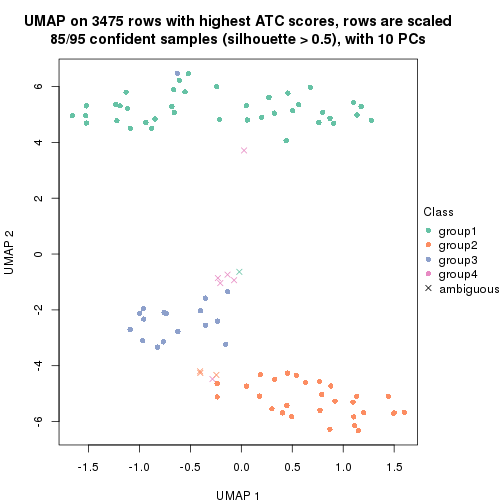 UMAP on 3475 rows with highest ATC scores, rows are scaled
85/95 confident samples (silhouette > 0.5), with 10 PCs
6
4
2
0
-2
-4
-6
UMAP 2
-1.5
-1.0
-0.5
0.0
0.5
1.0
1.5
UMAP 1
Class
group1
group2
group3
group4
ambiguous